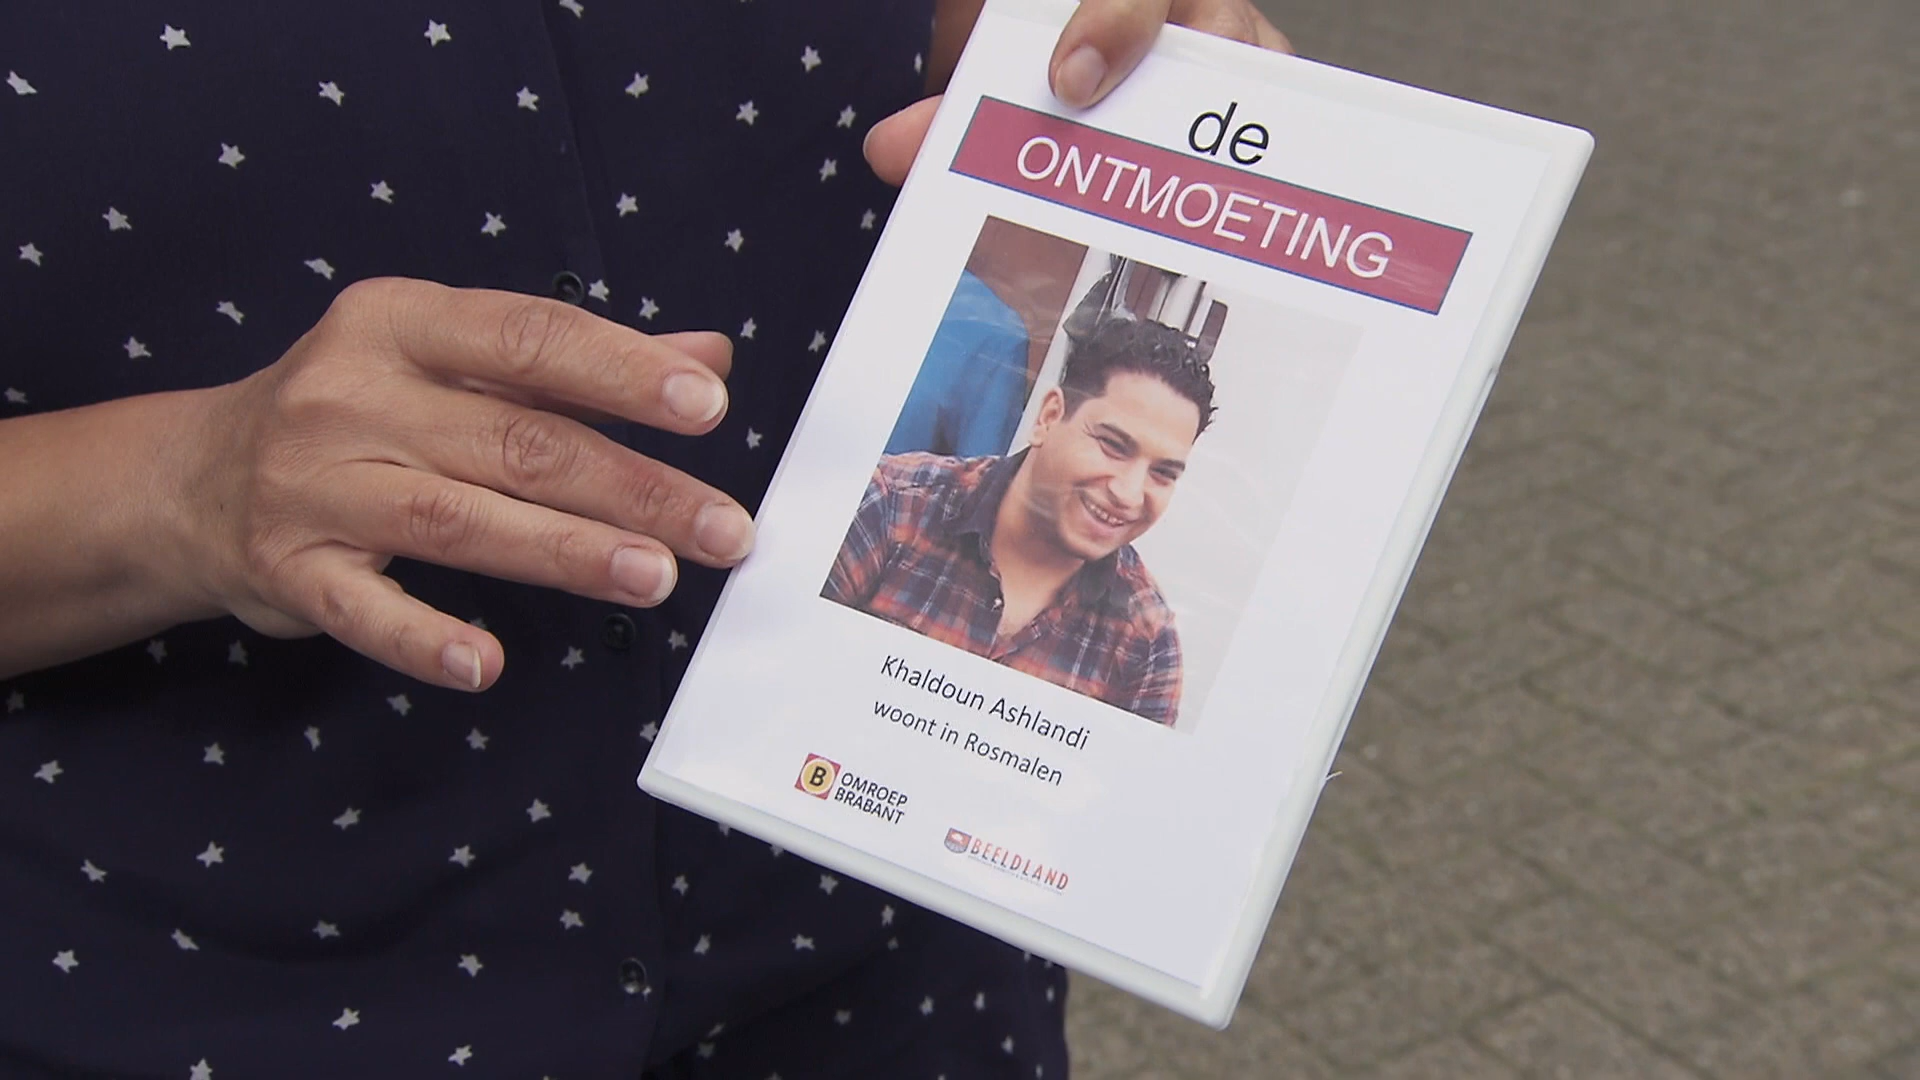 de
ONTMOETING
Khaldoun Ashlandi
woont in Rosmalen
B
OMROEP
BRABANT
BEELDLAND